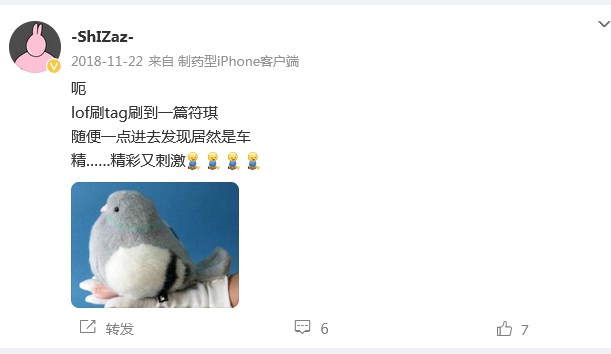 -ShIZaz-
2018-11-22 来自 制药型iPhone客户端
呃
lof刷tag刷到一篇符琪
随便一点进去发现居然是车
精......精彩又刺激
转发 6 7